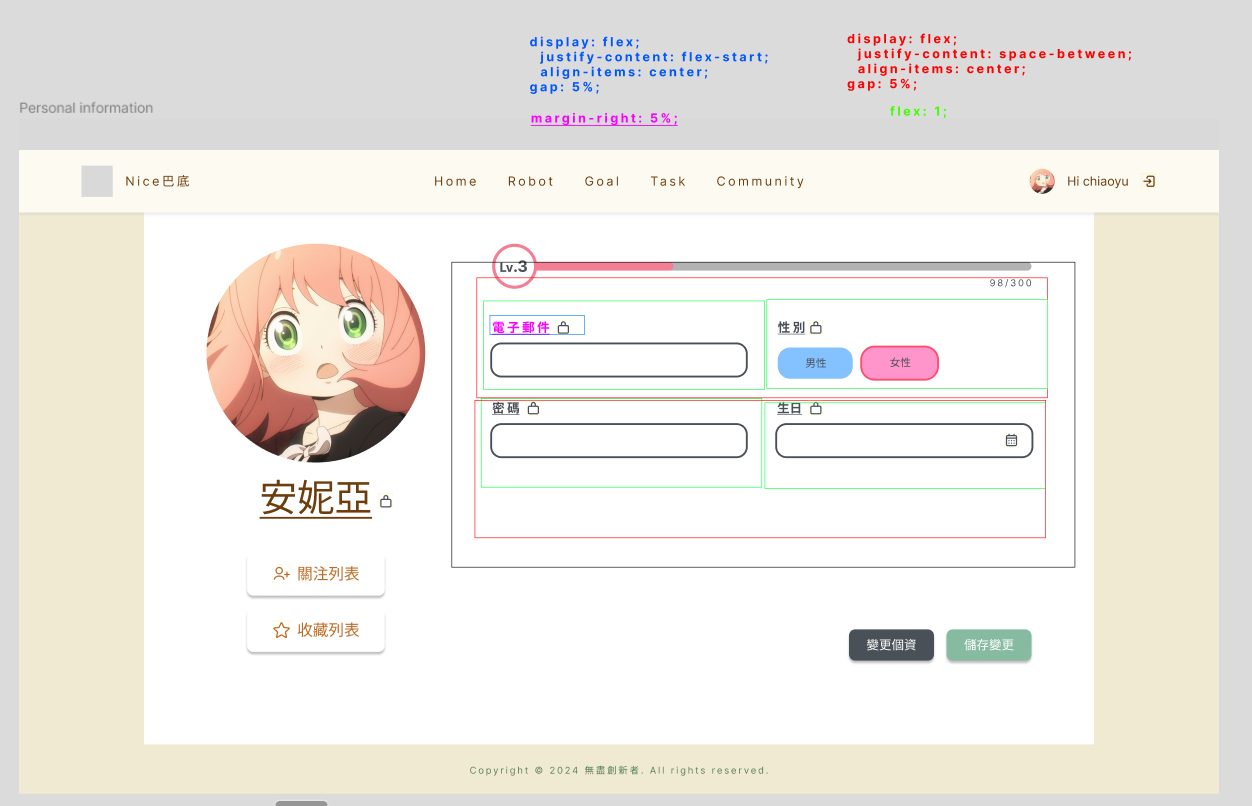 display: flex;
justify-content: flex-start;
align-items: center;
gap: 5%;
margin-right: 5%;
display: flex;
justify-content: space-between;
align-items: center;
gap: 5%;
flex: 1;
Personal information
Nice巴底
Home Robot Goal Task Community
Hi chiaoyu
Lv.3
98/300
電子郵件
性別
男性
女性
密碼
生日
安妮亞
關注列表
收藏列表
變更個資
儲存變更
Copyright © 2024 無盡創新者. All rights reserved.